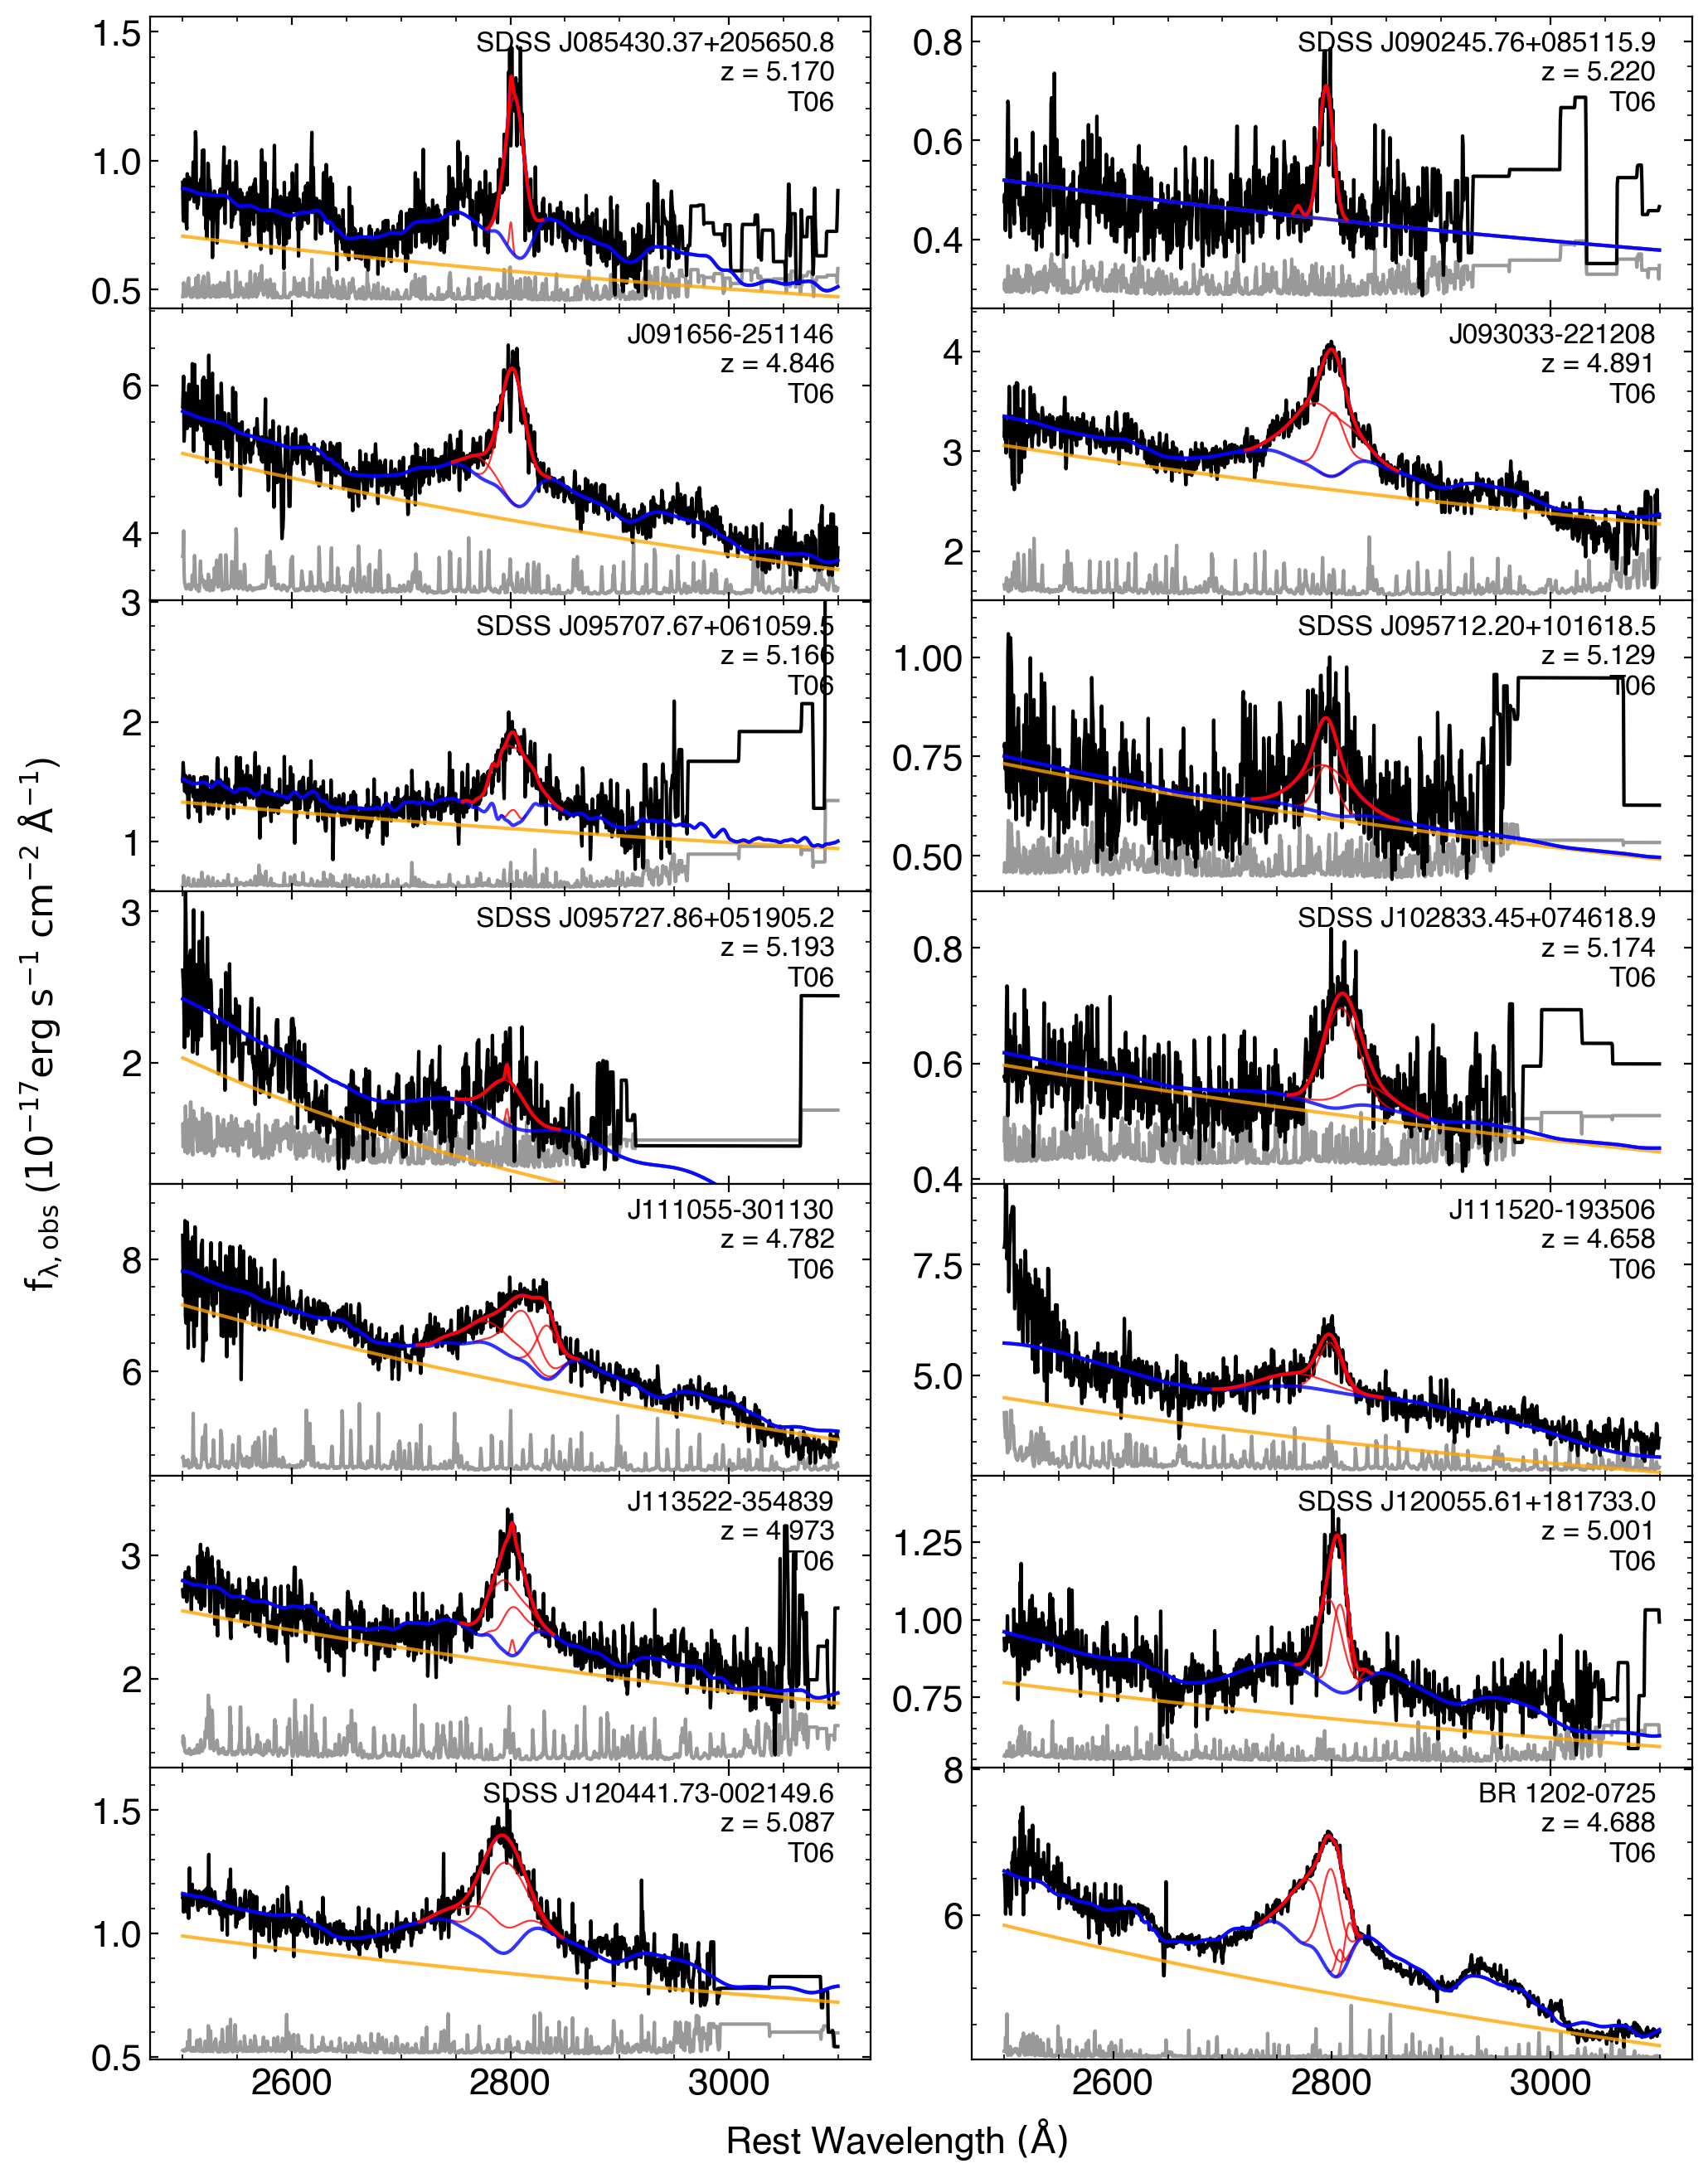 1.5
1.0
0.5
SDSS J085430.37+205650.8
z = 5.170
T06
0.8
0.6
0.4
SDSS J090245.76+085115.9
z = 5.220
T06
6
4
J091656-251146
z = 4.846
T06
4
3
2
J093033-221208
z = 4.891
T06
3
2
1
SDSS J095707.67+061059.5
z = 5.166
T06
1.00
0.75
0.50
SDSS J095712.20+101618.5
z = 5.129
T06
3
2
SDSS J095727.86+051905.2
z = 5.193
T06
0.8
0.6
0.4
SDSS J102833.45+074618.9
z = 5.174
T06
8
6
J111055-301130
z = 4.782
T06
7.5
5.0
J111520-193506
z = 4.658
T06
3
2
J113522-354839
z = 4.973
T06
1.25
1.00
0.75
SDSS J120055.61+181733.0
z = 5.001
T06
1.5
1.0
0.5
SDSS J120441.73-002149.6
z = 5.087
T06
8
6
BR 1202-0725
z = 4.688
T06
2600 2800 3000
2600 2800 3000
Rest Wavelength (Å)
fλ, obs (10−17erg s−1 cm−2 Å−1)